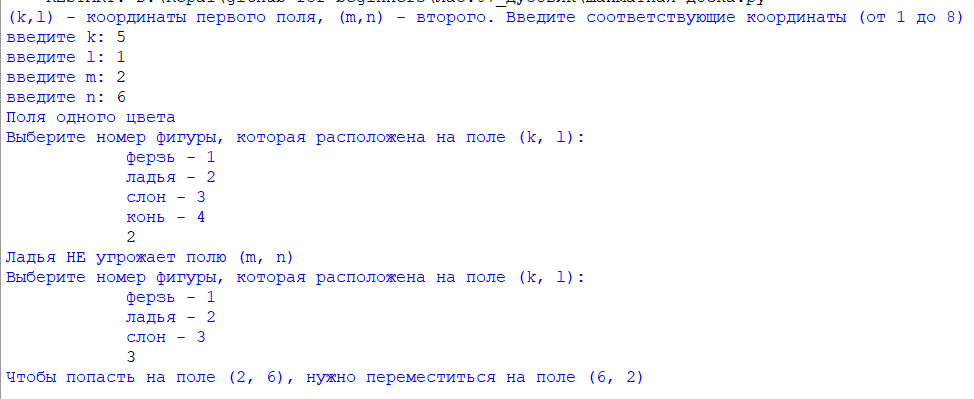 (k,l) - координаты первого поля, (m,n) - второго. Введите соответствующие координаты (от 1 до 8)
введите k: 5
введите l: 1
введите m: 2
введите n: 6
Поля одного цвета
Выберите номер фигуры, которая расположена на поле (k, l):
ферзь - 1
ладья - 2
слон - 3
конь - 4
2
Ладья НЕ угрожает полю (m, n)
Выберите номер фигуры, которая расположена на поле (k, l):
ферзь - 1
ладья - 2
слон - 3
3
Чтобы попасть на поле (2, 6), нужно переместиться на поле (6, 2)